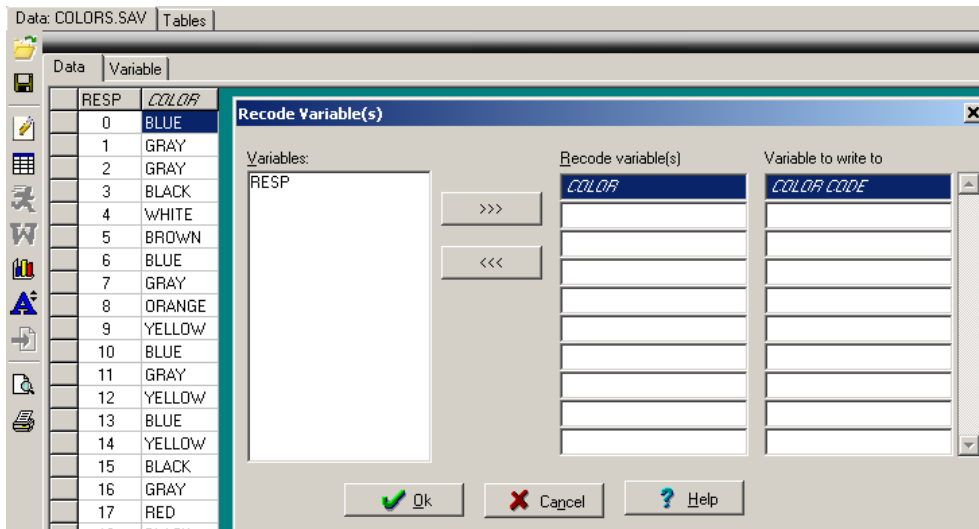 Data: COLORS.SAV Tables
Data Variable
RESP COLOR
0 BLUE
1 GRAY
2 GRAY
3 BLACK
4 WHITE
5 BROWN
6 BLUE
7 GRAY
8 ORANGE
9 YELLOW
10 BLUE
11 GRAY
12 YELLOW
13 BLUE
14 YELLOW
15 BLACK
16 GRAY
17 RED
Recode Variable(s)
Variables:
RESP
>>>
<<<
Recode variable(s)
COLOR
Variable to write to
COLOR CODE
Ok
Cancel
Help